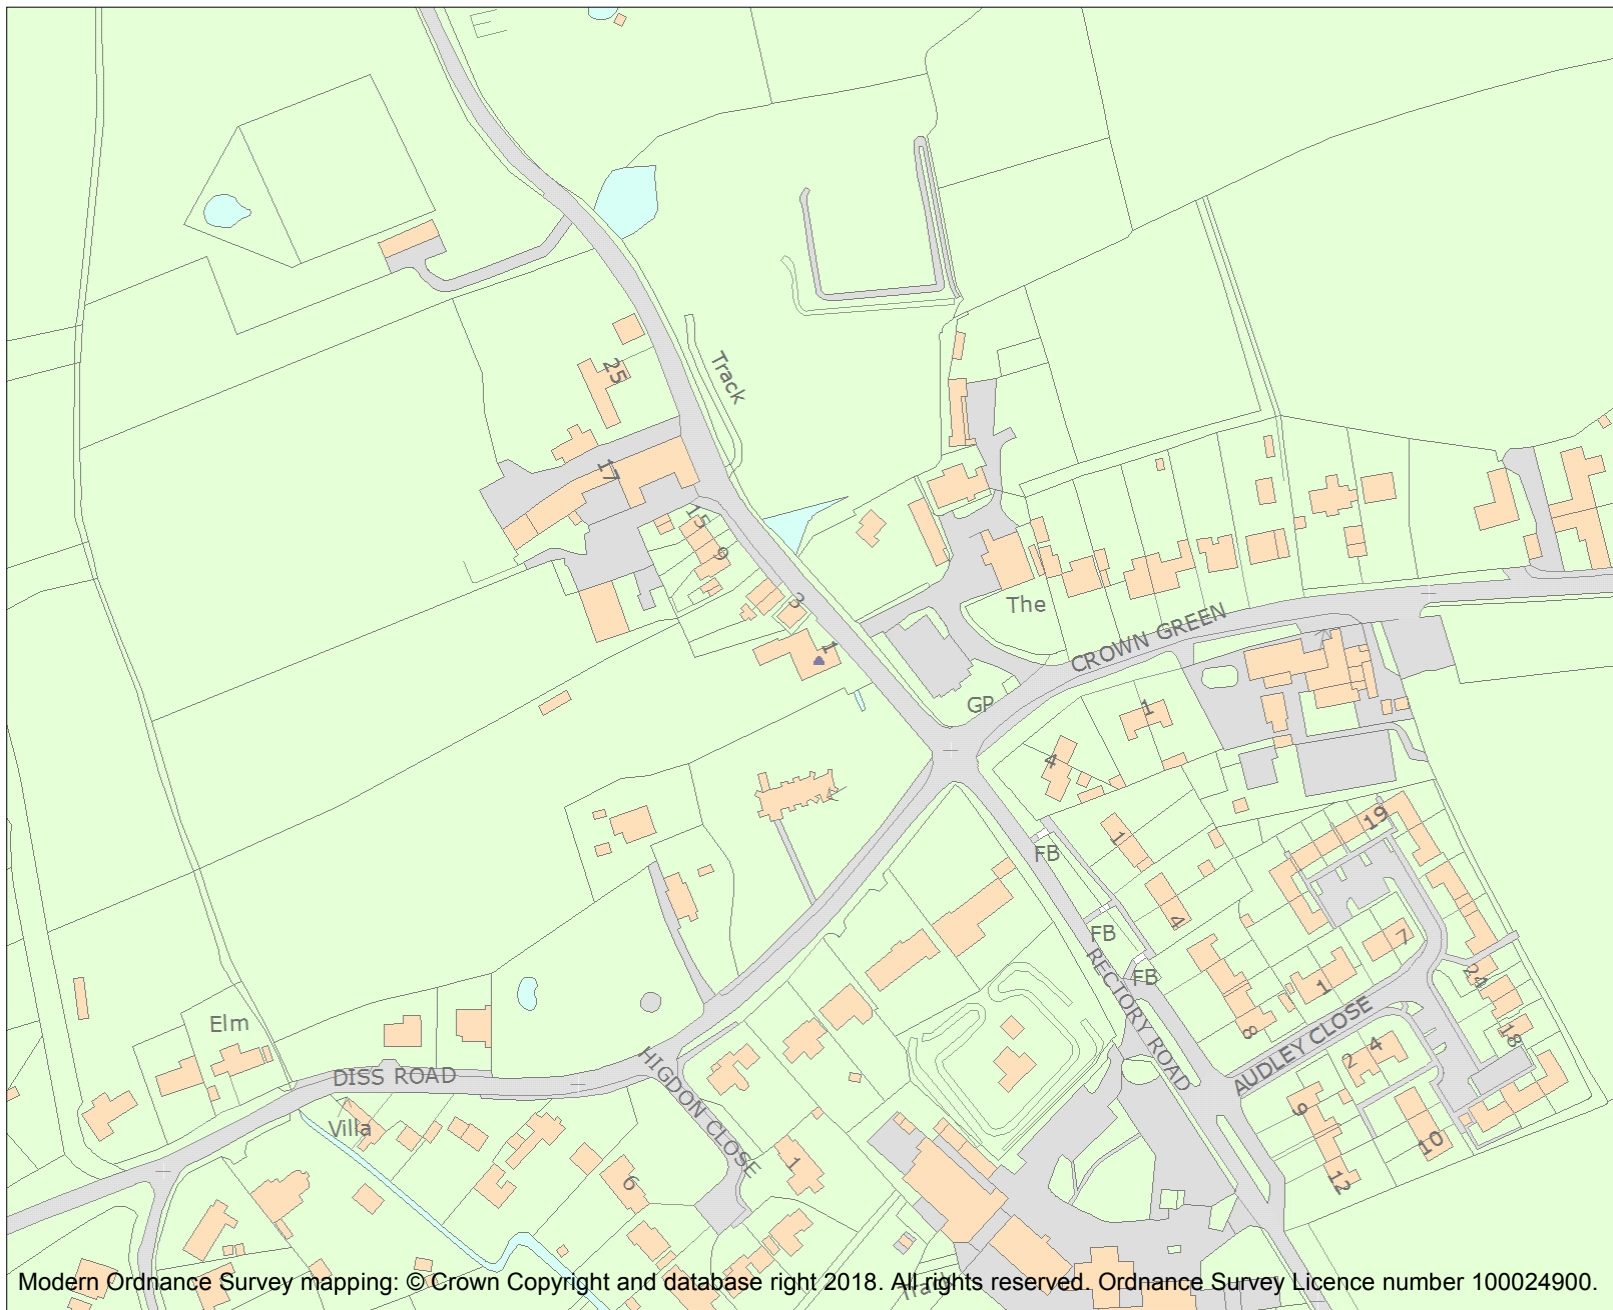 Track
25
17
15
9
3
1
The
CROWN GREEN
GP
1
4
1
19
FB
4
FB
7
RECTORY ROAD
FB
24
1
8
18
Elm
AUDLEY CLOSE
4
2
DISS ROAD
HIGDON CLOSE
Villa
9
10
1
6
12
Modern Ordnance Survey mapping: © Crown Copyright and database right 2018. All rights reserved. Ordnance Survey Licence number 100024900.